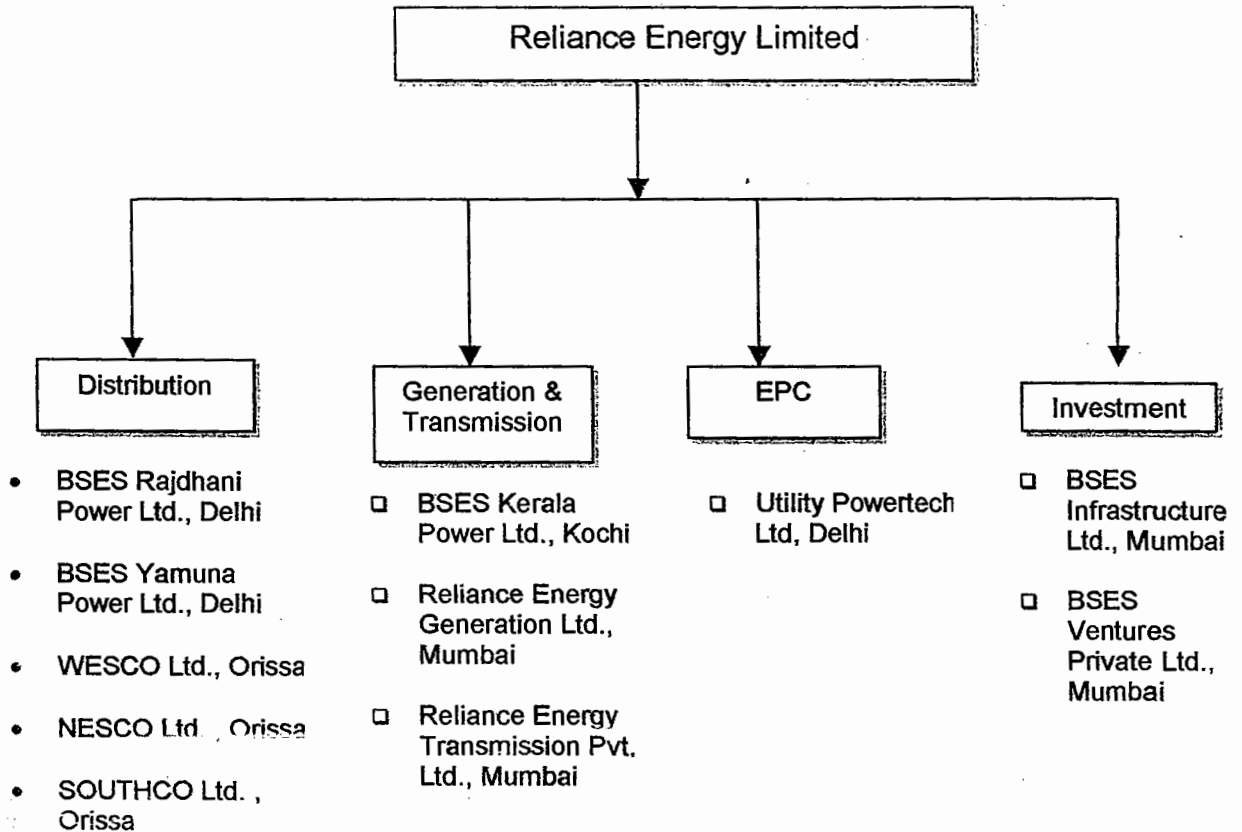 Reliance Energy Limited
Distribution
• BSES Rajdhani
Power Ltd., Delhi
• BSES Yamuna
Power Ltd., Delhi
• WESCO Ltd., Orissa
• NESCO Ltd., Orissa
• SOUTHCO Ltd. ,
Orissa
Generation &
Transmission
❑ BSES Kerala
Power Ltd., Kochi
❑ Reliance Energy
Generation Ltd.,
Mumbai
❑ Reliance Energy
Transmission Pvt.
Ltd., Mumbai
EPC
❑ Utility Powertech
Ltd, Delhi
Investment
❑ BSES
Infrastructure
Ltd., Mumbai
❑ BSES
Ventures
Private Ltd.,
Mumbai